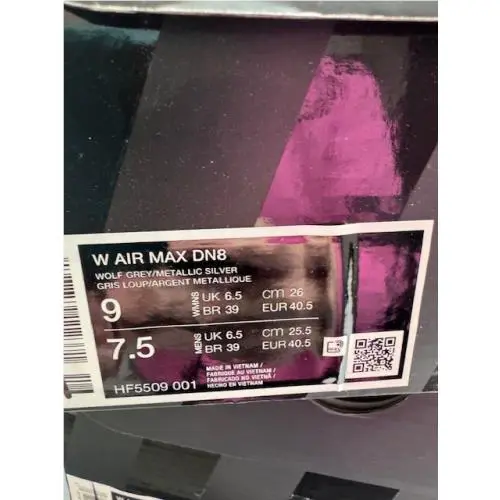 W AIR MAX DN8
WOLF GREY/METALLIC SILVER
GRIS LOUP/ARGENT METALLIQUE
9 WMNS UK 6.5 cm 26
BR 39 EUR 40.5
7.5 MENS UK 6.5 cm 25.5
BR 39 EUR 40.5
MADE IN VIETNAM /
FABRIQUE AU VIETNAM /
FABRICADO NO VIETNÃ /
HECHO EN VIETNAM
HF5509 001